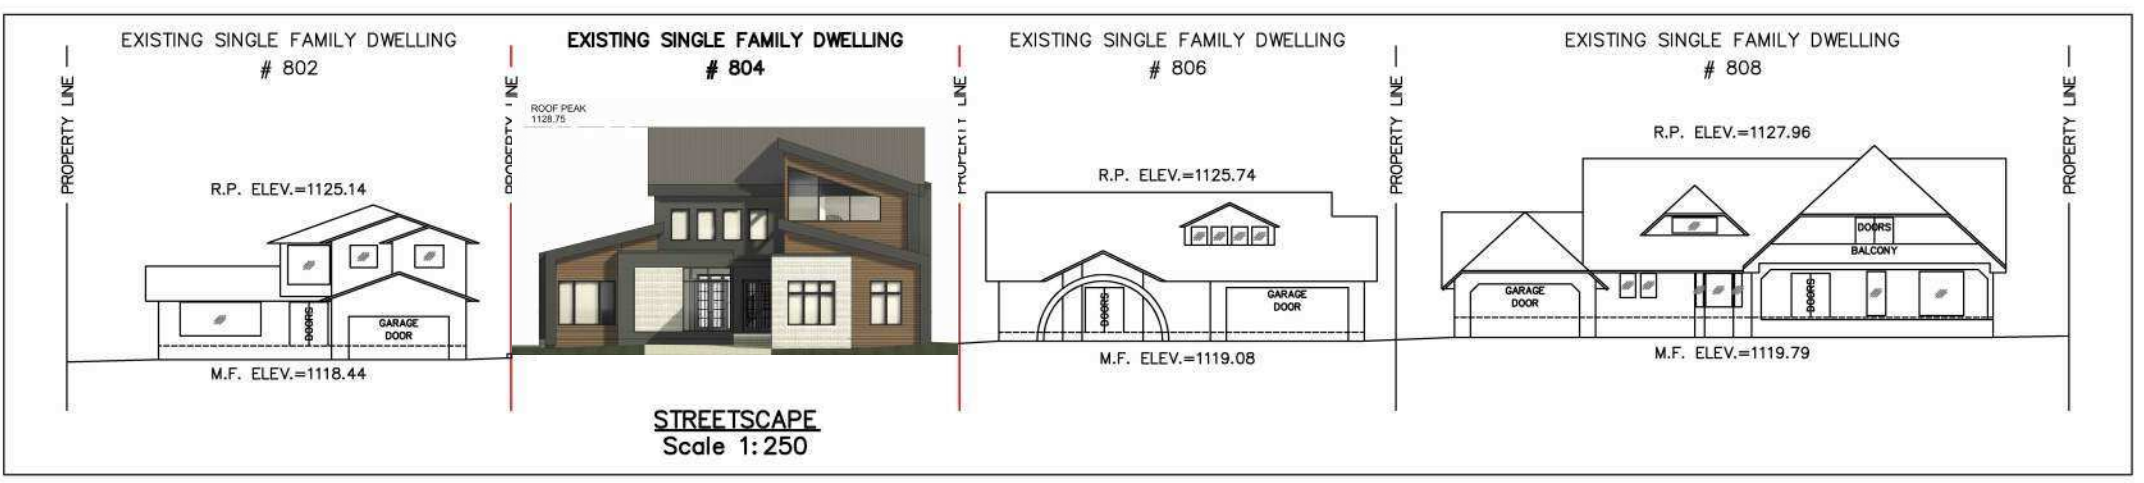 EXISTING SINGLE FAMILY DWELLING
# 802
EXISTING SINGLE FAMILY DWELLING
# 804
EXISTING SINGLE FAMILY DWELLING
# 806
EXISTING SINGLE FAMILY DWELLING
# 808
PROPERTY LINE
PROPERTY LINE
PROPERTY LINE
PROPERTY LINE
PROPERTY LINE
ROOF PEAK
1128.75
R.P. ELEV.=1125.14
R.P. ELEV.=1125.74
R.P. ELEV.=1127.96
DOORS
GARAGE
DOOR
M.F. ELEV.=1118.44
DOORS
GARAGE
DOOR
M.F. ELEV.=1119.08
GARAGE
DOOR
DOORS
BALCONY
DOORS
M.F. ELEV.=1119.79
STREETSCAPE
Scale 1:250